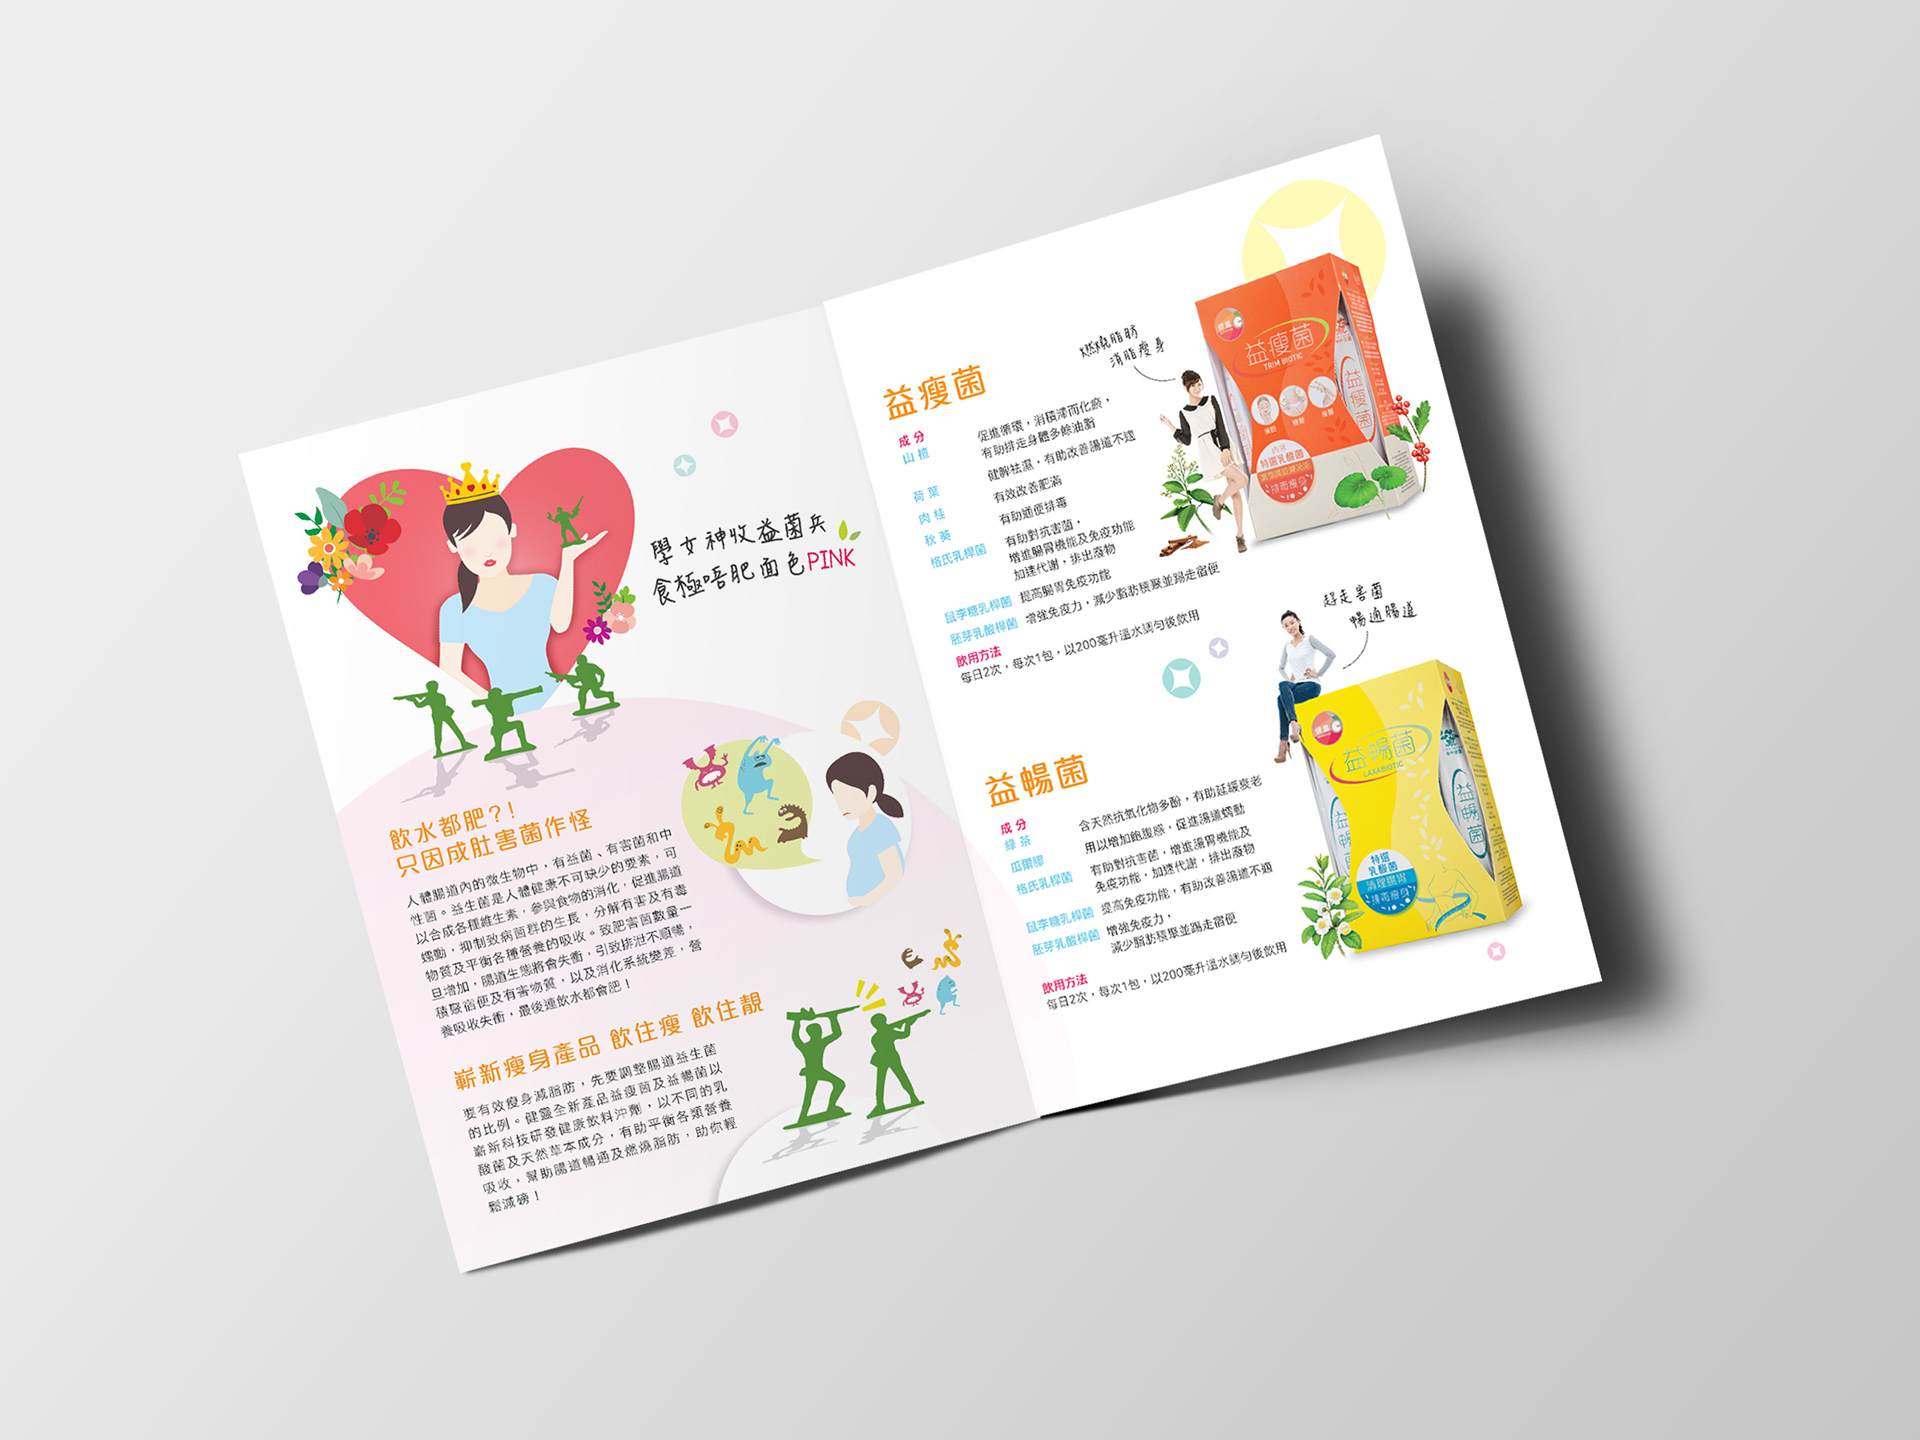 學女神收益菌兵
食極唔肥面色PINK
飲水都肥?!
只因成肚害菌作怪
人體腸道內的微生物中，有益菌、有害菌和中
性菌。益生菌是人體健康不可缺少的要素，可
以合成各種維生素，參與食物的消化，促進腸道
蠕動，抑制致病菌群的生長，分解有害及有毒
物質及平衡各種營養的吸收。致肥害菌數量一
旦增加，腸道生態將會失衡，引致排泄不順暢，
積聚宿便及有害物質，以及消化系統變差，營
養吸收失衡，最後連飲水都會肥！
嶄新瘦身產品 飲住瘦 飲住靚
要有效瘦身減脂肪，先要調整腸道益生菌
的比例。健靈全新產品益瘦菌及益暢菌以
嶄新科技研發健康飲料沖劑，以不同的乳
酸菌及天然草本成分，有助平衡各類營養
吸收，幫助腸道暢通及燃燒脂肪，助你輕
鬆減磅！
燃燒脂肪
消脂瘦身
益瘦菌
成分
山楂 促進循環，消積滯而化瘀，
有助排走身體多餘油脂
荷葉 健脾祛濕，有助改善腸道不適
肉桂 有效改善肥滿
秋葵 有助通便排毒
格氏乳桿菌 有助對抗害菌，
增進腸胃機能及免疫功能
加速代謝，排出廢物
鼠李糖乳桿菌 提高腸胃免疫功能
胚芽乳酸桿菌 增強免疫力，減少脂肪積聚並踢走宿便
飲用方法
每日2次，每次1包，以200毫升溫水調勻後飲用
益瘦菌
TRIM BIOTIC
瘦面
瘦腰
瘦腿
內含
特選乳酸菌
排毒瘦身
益瘦菌
趕走害菌
暢通腸道
益暢菌
成分
綠茶 含天然抗氧化物多酚，有助延緩衰老
瓜爾膠 用以增加飽腹感，促進腸道蠕動
格氏乳桿菌 有助對抗害菌，增進腸胃機能及
免疫功能，加速代謝，排出廢物
鼠李糖乳桿菌 提高免疫功能，有助改善腸道不適
胚芽乳酸桿菌 增強免疫力，
減少脂肪積聚並踢走宿便
飲用方法
每日2次，每次1包，以200毫升溫水調勻後飲用
益暢菌
LAXABIOTIC
特選
乳酸菌
清理腸胃
排毒瘦身
益暢菌